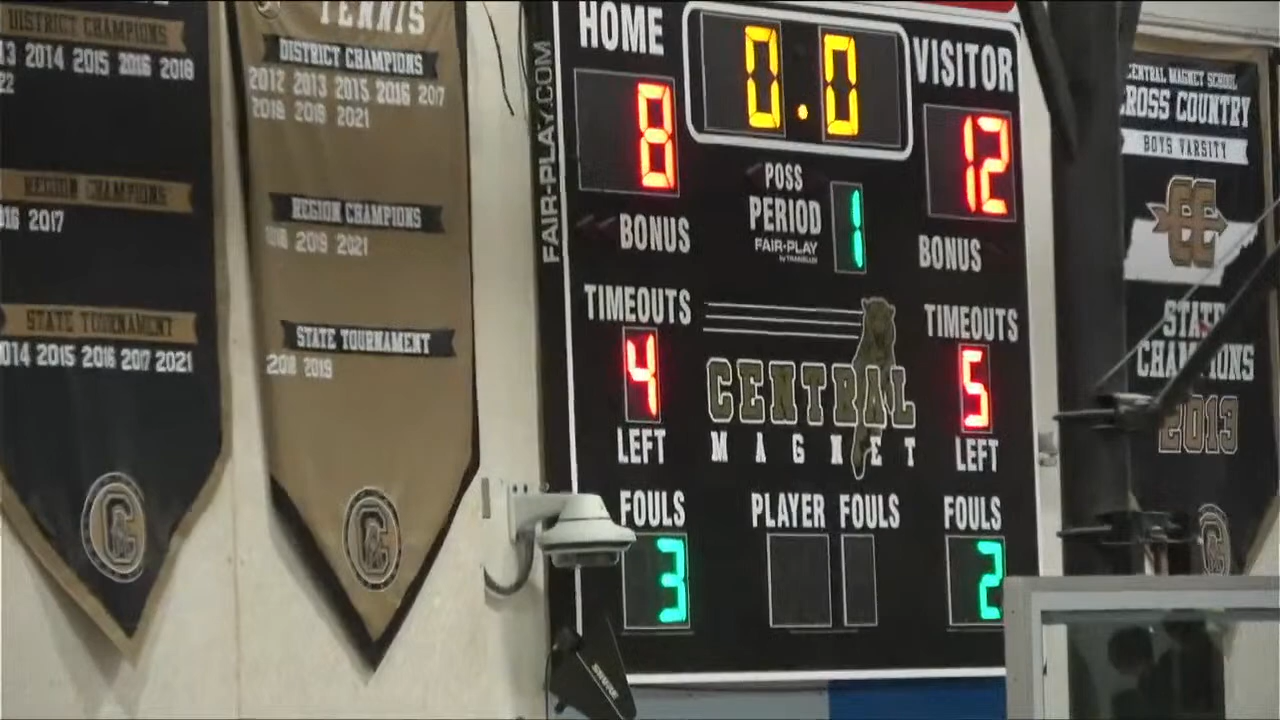 DISTRICT CHAMPIONS
13 2014 2015 2016 2018
22
REGION CHAMPIONS
016 2017
STATE TOURNAMENT
014 2015 2016 2017 2021
TENNIS
DISTRICT CHAMPIONS
2012 2013 2015 2016 2017
2018 2019 2021
REGION CHAMPIONS
2018 2019 2021
STATE TOURNAMENT
2018 2019
FAIR-PLAY.COM
HOME
0.0
VISITOR
8
12
POSS
PERIOD
1
FAIR-PLAY
BONUS
BONUS
TIMEOUTS
TIMEOUTS
4
5
LEFT
LEFT
CENTRAL
MAGNET
FOULS
PLAYER FOULS
FOULS
3
2
SHURE
CENTRAL MAGNET SCHOOL
CROSS COUNTRY
BOYS VARSITY
STATE
CHAMPIONS
2013